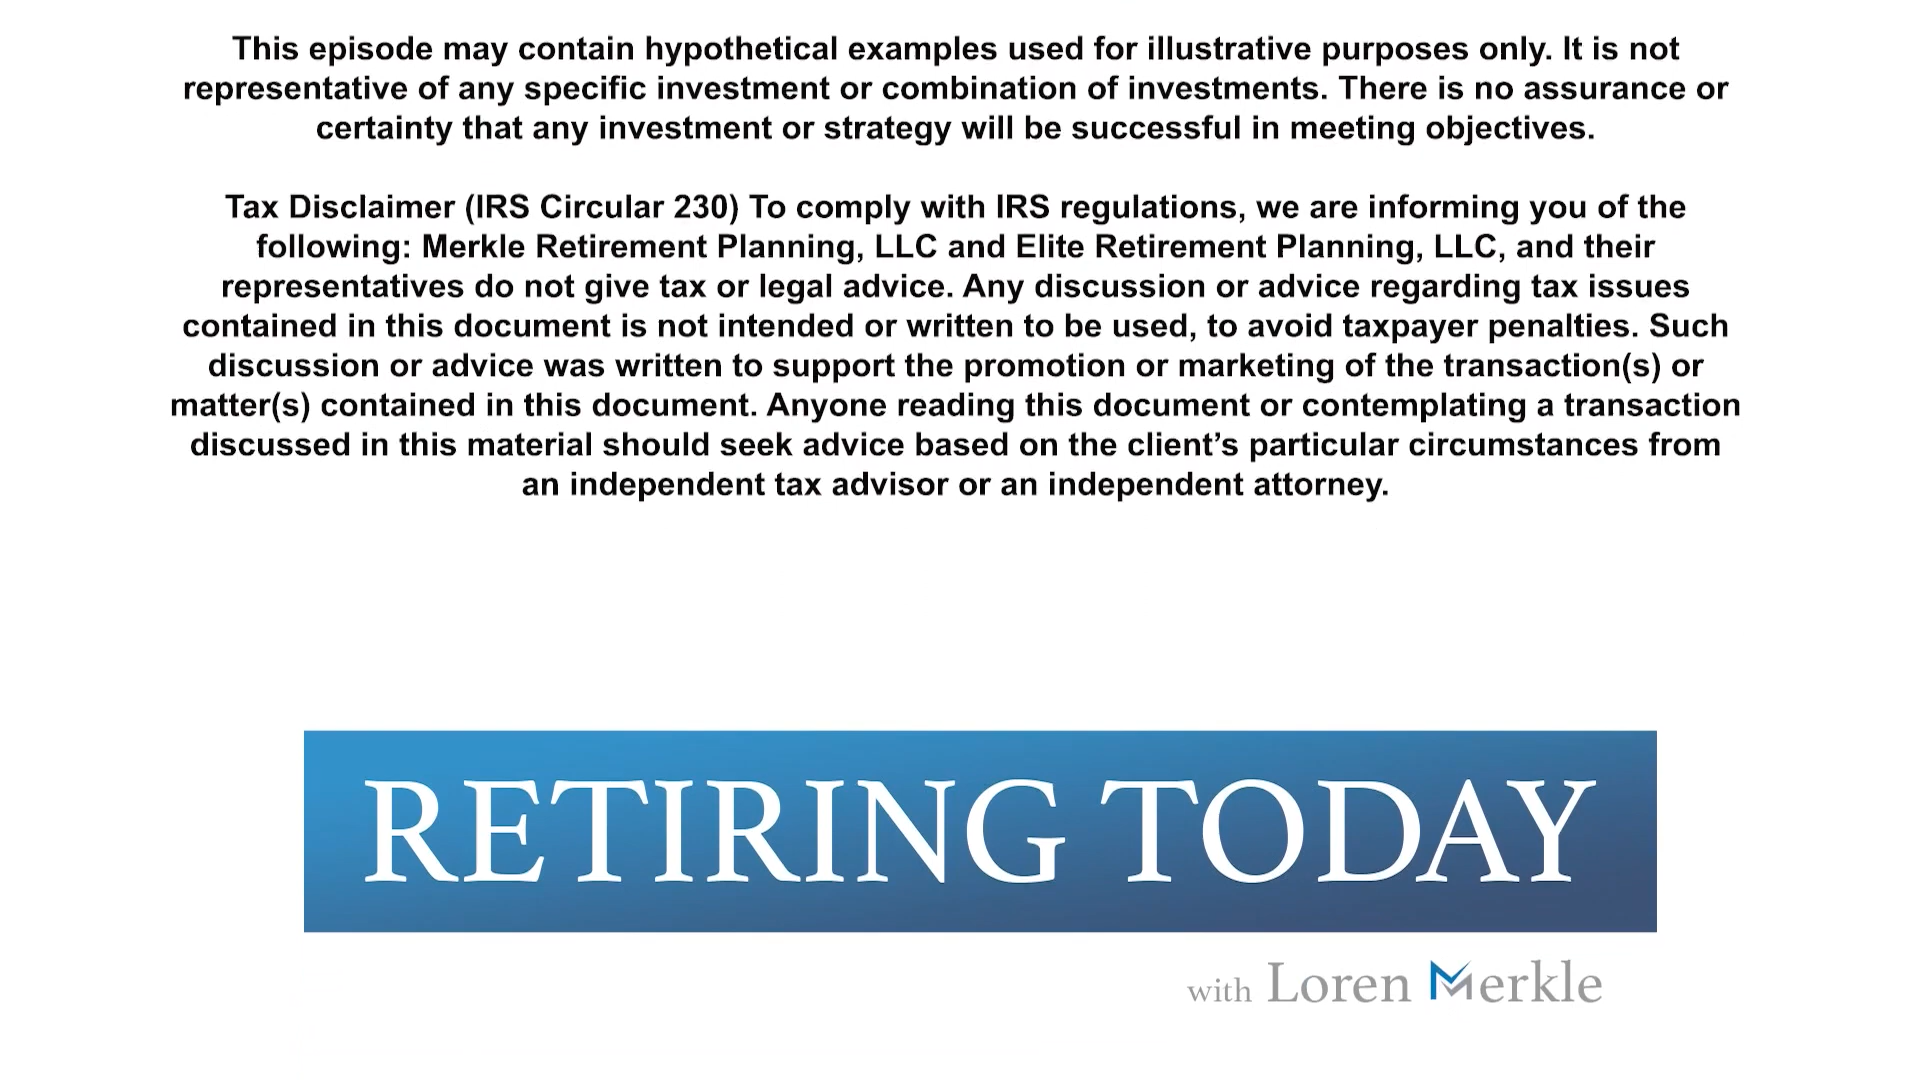 This episode may contain hypothetical examples used for illustrative purposes only. It is not
representative of any specific investment or combination of investments. There is no assurance or
certainty that any investment or strategy will be successful in meeting objectives.
Tax Disclaimer (IRS Circular 230) To comply with IRS regulations, we are informing you of the
following: Merkle Retirement Planning, LLC and Elite Retirement Planning, LLC, and their
representatives do not give tax or legal advice. Any discussion or advice regarding tax issues
contained in this document is not intended or written to be used, to avoid taxpayer penalties. Such
discussion or advice was written to support the promotion or marketing of the transaction(s) or
matter(s) contained in this document. Anyone reading this document or contemplating a transaction
discussed in this material should seek advice based on the client’s particular circumstances from
an independent tax advisor or an independent attorney.
RETIRING TODAY
with Loren Merkle